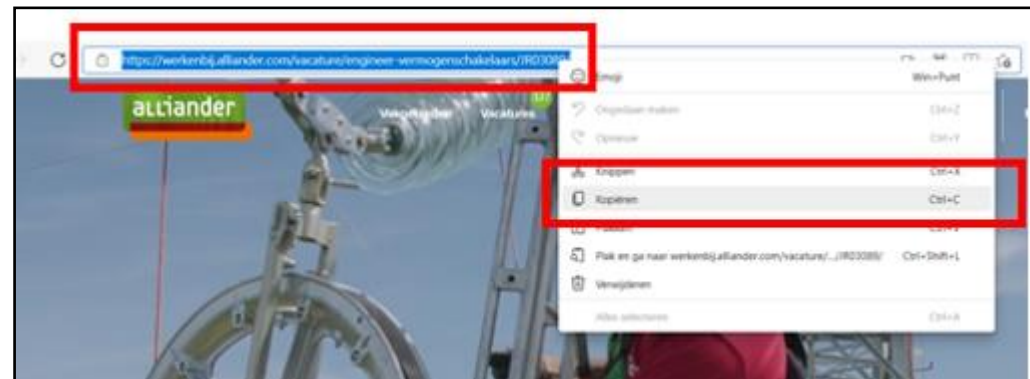 https://werkenbij.alliander.com/vacature/engineer-vermogenschakelaars/JR03089
Emoji Win+Punt
alliander
Vacatures 137
Ongedaan maken Ctrl+Z
Opnieuw Ctrl+Y
Knippen Ctrl+X
Kopiëren Ctrl+C
Plakken Ctrl+V
Plak en ga naar werkenbij.alliander.com/vacature/.../JR03089/ Ctrl+Shift+L
Verwijderen
Alles selecteren Ctrl+A